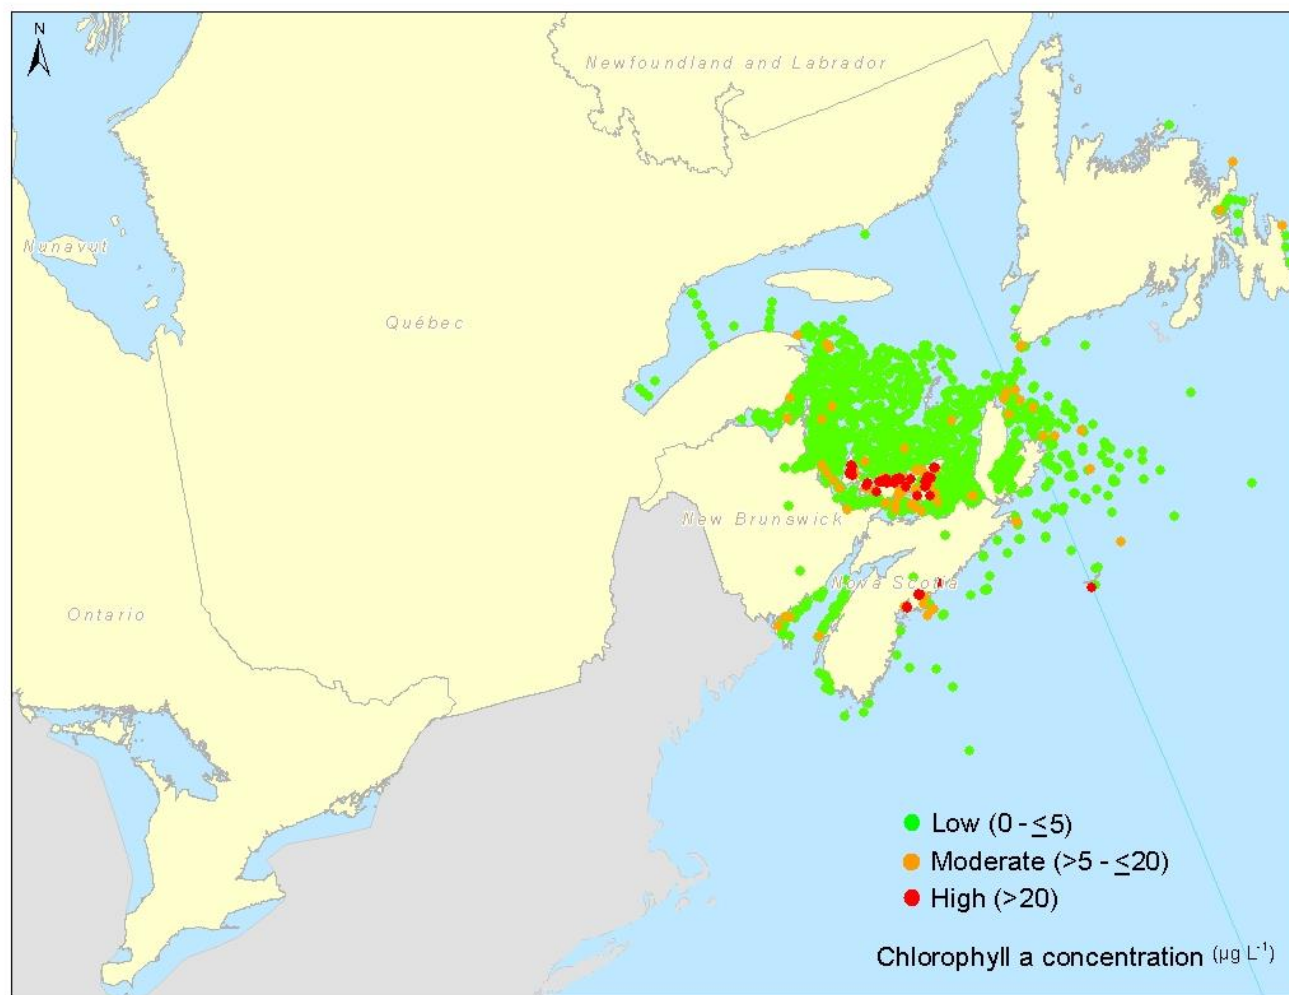 N
Newfoundland and Labrador
Nunavut
Québec
New Brunswick
Nova Scotia
Ontario
Low (0 - ≤5)
Moderate (>5 - ≤20)
High (>20)
Chlorophyll a concentration (µg L⁻¹)